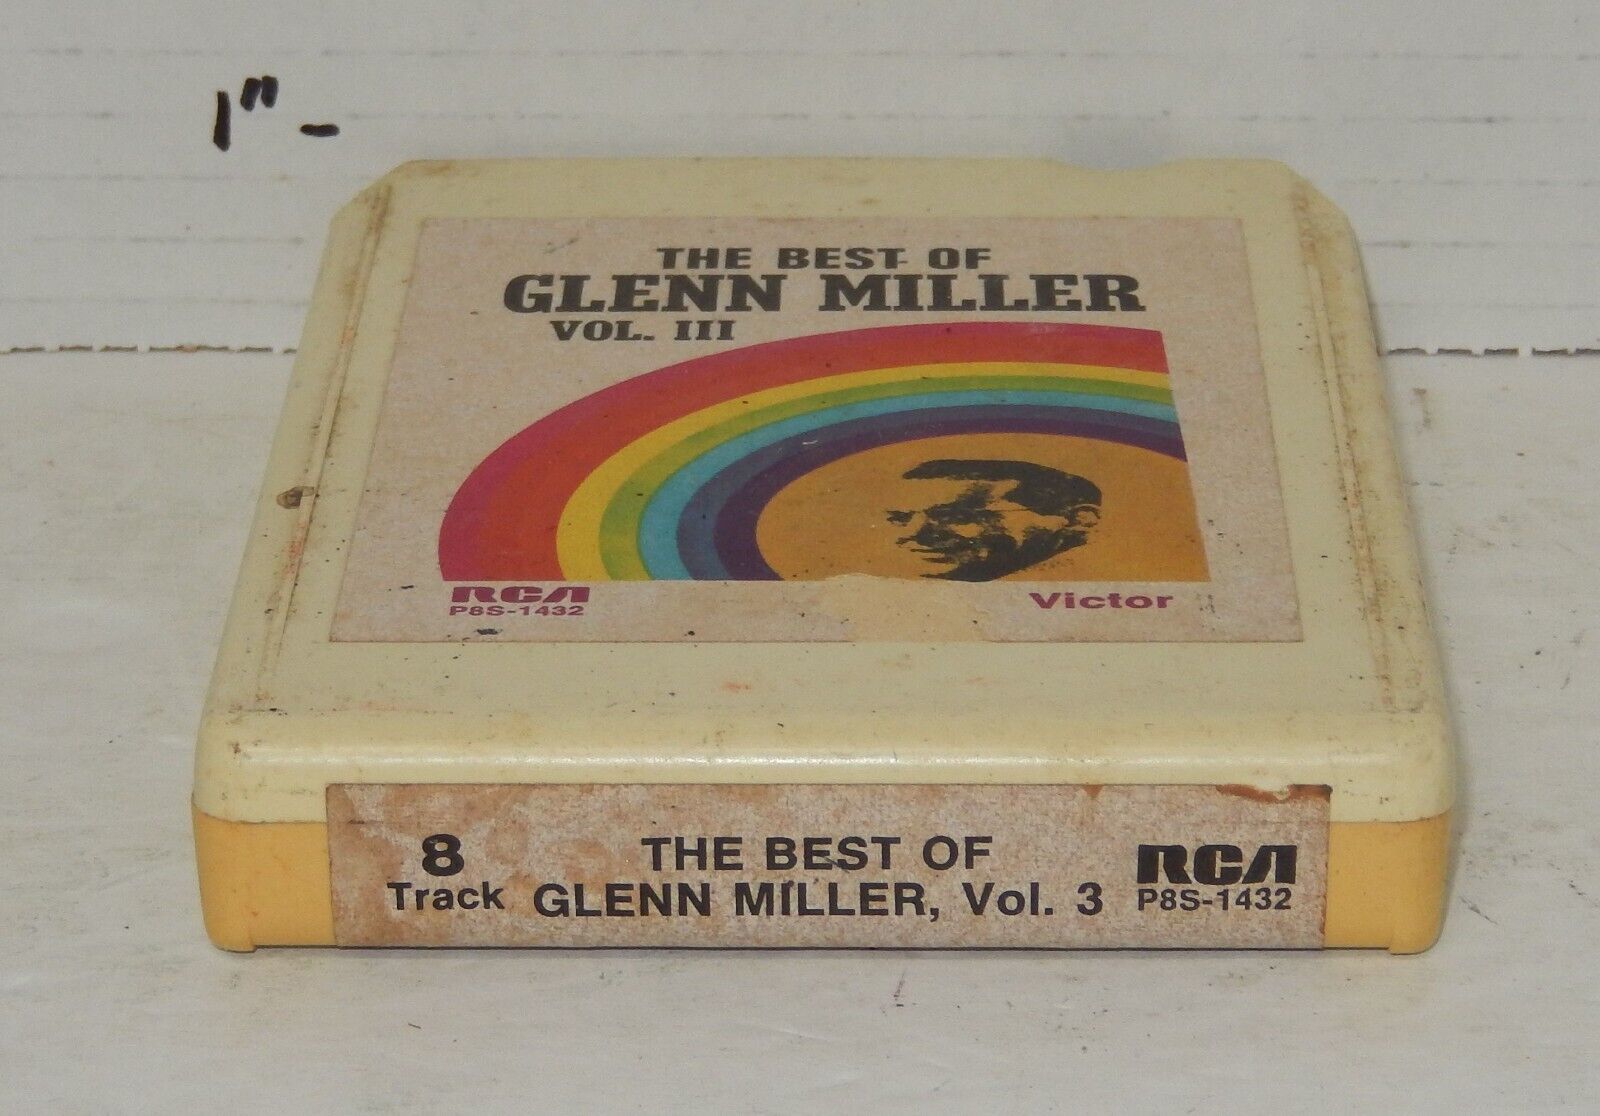 1" -
THE BEST OF
GLENN MILLER
VOL. III
RCA
P8S-1432
Victor
8
Track
THE BEST OF
GLENN MILLER, Vol. 3
RCA
P8S-1432